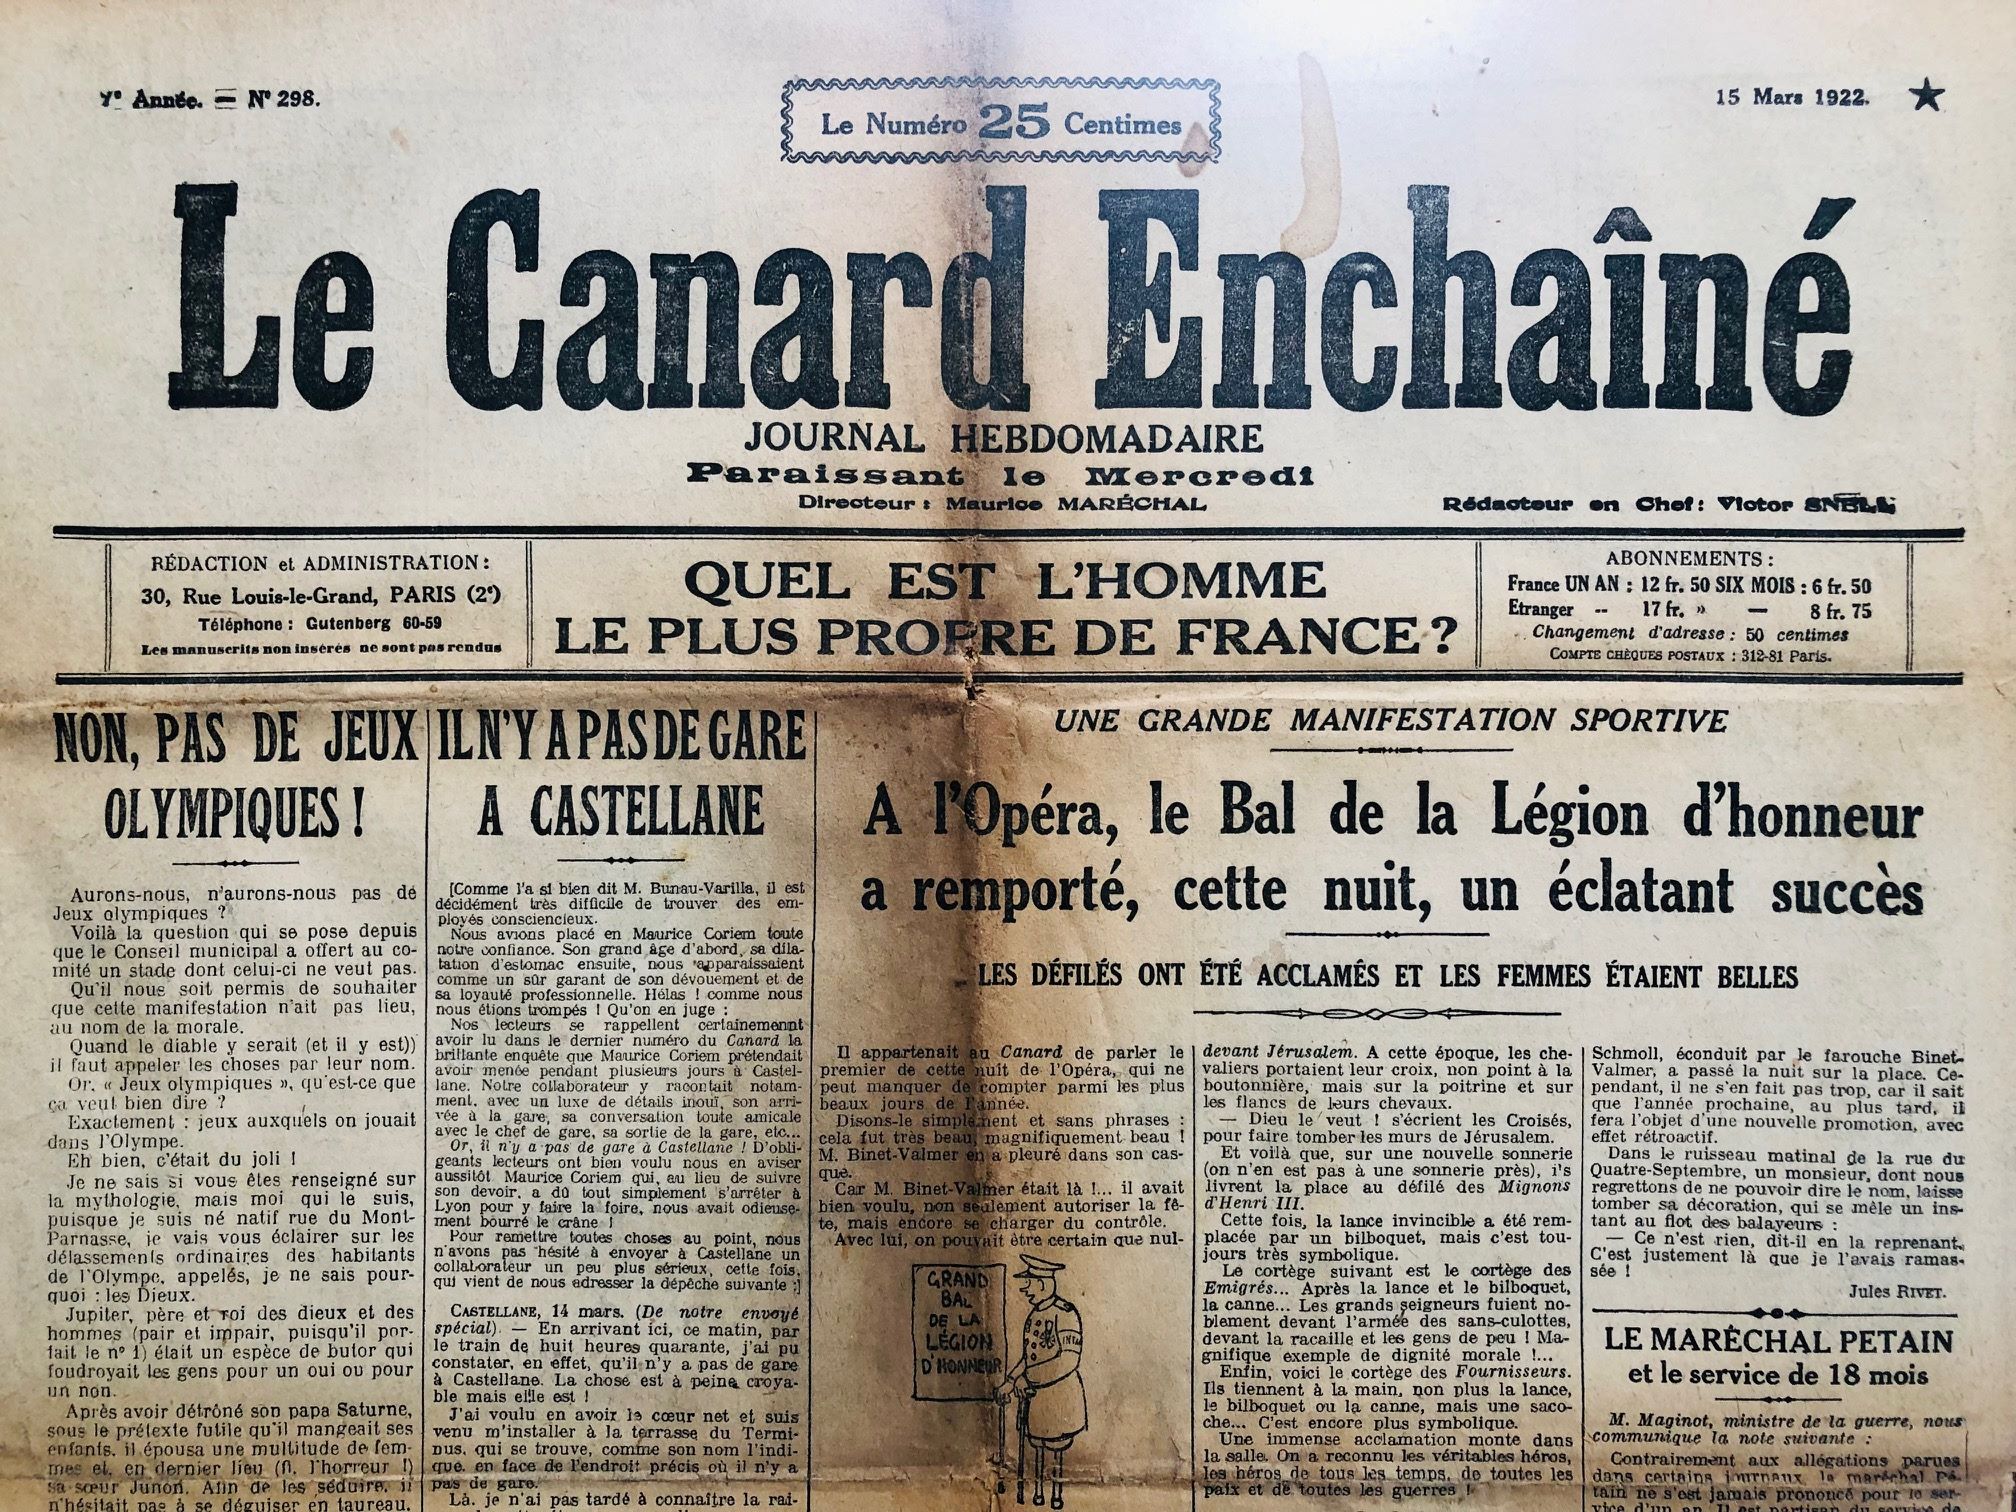 7e Année. — N° 298.
Le Numéro 25 Centimes
15 Mars 1922.
Le Canard Enchaîné
JOURNAL HEBDOMADAIRE
Paraissant le Mercredi
Directeur : Maurice MARÉCHAL
Rédacteur en Chef : Victor SNELL
RÉDACTION et ADMINISTRATION :
30, Rue Louis-le-Grand, PARIS (2e)
Téléphone : Gutenberg 60-59
Les manuscrits non insérés ne sont pas rendus
QUEL EST L'HOMME
LE PLUS PROPRE DE FRANCE ?
ABONNEMENTS :
France UN AN : 12 fr. 50 SIX MOIS : 6 fr. 50
Etranger -- 17 fr. » — 8 fr. 75
Changement d'adresse : 50 centimes
COMPTE CHÈQUES POSTAUX : 312-81 Paris.
NON, PAS DE JEUX
OLYMPIQUES !
Aurons-nous, n'aurons-nous pas de
Jeux olympiques ?
Voilà la question qui se pose depuis
que le Conseil municipal a offert au co-
mité un stade dont celui-ci ne veut pas.
Qu'il nous soit permis de souhaiter
que cette manifestation n'ait pas lieu,
au nom de la morale.
Quand le diable y serait (et il y est))
il faut appeler les choses par leur nom.
Or, « Jeux olympiques », qu'est-ce que
ça veut bien dire ?
Exactement : jeux auxquels on jouait
dans l'Olympe.
Eh bien, c'était du joli !
Je ne sais si vous êtes renseigné sur
la mythologie, mais moi qui le suis,
puisque je suis né natif rue du Mont-
Parnasse, je vais vous éclairer sur les
délassements ordinaires des habitants
de l'Olympe, appelés, je ne sais pour-
quoi : les Dieux.
Jupiter, père et roi des dieux et des
hommes (pair et impair, puisqu'il por-
tait le n° 1) était un espèce de butor qui
foudroyait les gens pour un oui ou pour
un non.
Après avoir détrôné son papa Saturne,
sous le prétexte futile qu'il mangeait ses
enfants, il épousa une multitude de fem-
mes et, en dernier lieu (fi, l'horreur !)
sa sœur Junon. Afin de les séduire, il
n'hésitait pas à se déguiser en taureau,
IL N'Y A PAS DE GARE
A CASTELLANE
[Comme l'a si bien dit M. Bunau-Varilla, il est
décidément très difficile de trouver des em-
ployés consciencieux.
Nous avions placé en Maurice Coriem toute
notre confiance. Son grand âge d'abord, sa dila-
tation d'estomac ensuite, nous apparaissaient
comme un sûr garant de son dévouement et de
sa loyauté professionnelle. Hélas ! comme nous
nous étions trompés ! Qu'on en juge :
Nos lecteurs se rappellent certainemennt
avoir lu dans le dernier numéro du Canard la
brillante enquête que Maurice Coriem prétendait
avoir menée pendant plusieurs jours à Castel-
lane. Notre collaborateur y racontait notam-
ment, avec un luxe de détails inouï, son arri-
vée à la gare, sa conversation toute amicale
avec le chef de gare, sa sortie de la gare, etc...
Or, il n'y a pas de gare à Castellane ! D'obli-
geants lecteurs ont bien voulu nous en aviser
aussitôt. Maurice Coriem qui, au lieu de suivre
son devoir, a dû tout simplement s'arrêter à
Lyon pour y faire la foire, nous avait odieuse-
ment bourré le crâne !
Pour remettre toutes choses au point, nous
n'avons pas hésité à envoyer à Castellane un
collaborateur un peu plus sérieux, cette fois,
qui vient de nous adresser la dépêche suivante :]
CASTELLANE, 14 mars. (De notre envoyé
spécial). — En arrivant ici, ce matin, par
le train de huit heures quarante, j'ai pu
constater, en effet, qu'il n'y a pas de gare
à Castellane. La chose est à peine croya-
ble mais elle est !
J'ai voulu en avoir le cœur net et suis
venu m'installer à la terrasse du Termi-
nus, qui se trouve, comme son nom l'indi-
que, en face de l'endroit précis où il n'y a
pas de gare.
Là, je n'ai pas tardé à connaître la rai-
UNE GRANDE MANIFESTATION SPORTIVE
A l'Opéra, le Bal de la Légion d'honneur
a remporté, cette nuit, un éclatant succès
LES DÉFILÉS ONT ÉTÉ ACCLAMÉS ET LES FEMMES ÉTAIENT BELLES
Il appartenait au Canard de parler le
premier de cette nuit de l'Opéra, qui ne
peut manquer de compter parmi les plus
beaux jours de l'année.
Disons-le simplement et sans phrases :
cela fut très beau, magnifiquement beau !
M. Binet-Valmer en a pleuré dans son cas-
que.
Car M. Binet-Valmer était là !... il avait
bien voulu, non seulement autoriser la fê-
te, mais encore se charger du contrôle.
Avec lui, on pouvait être certain que nul-
GRAND
BAL
DE LA
LÉGION
D'HONNEUR
devant Jérusalem. A cette époque, les che-
valiers portaient leur croix, non point à la
boutonnière, mais sur la poitrine et sur
les flancs de leurs chevaux.
— Dieu le veut ! s'écrient les Croisés,
pour faire tomber les murs de Jérusalem.
Et voilà que, sur une nouvelle sonnerie
(on n'en est pas à une sonnerie près), i's
livrent la place au défilé des Mignons
d'Henri III.
Cette fois, la lance invincible a été rem-
placée par un bilboquet, mais c'est tou-
jours très symbolique.
Le cortège suivant est le cortège des
Emigrés... Après la lance et le bilboquet,
la canne... Les grands seigneurs fuient no-
blement devant l'armée des sans-culottes,
devant la racaille et les gens de peu ! Ma-
gnifique exemple de dignité morale !...
Enfin, voici le cortège des Fournisseurs.
Ils tiennent à la main, non plus la lance,
le bilboquet ou la canne, mais une saco-
che... C'est encore plus symbolique.
Une immense acclamation monte dans
la salle. On a reconnu les véritables héros,
les héros de tous les temps, de toutes les
paix et de toutes les guerres !
Schmoll, éconduit par le farouche Binet-
Valmer, a passé la nuit sur la place. Ce-
pendant, il ne s'en fait pas trop, car il sait
que l'année prochaine, au plus tard, il
fera l'objet d'une nouvelle promotion, avec
effet rétroactif.
Dans le ruisseau matinal de la rue du
Quatre-Septembre, un monsieur, dont nous
regrettons de ne pouvoir dire le nom, laisse
tomber sa décoration, qui se mêle un ins-
tant au flot des balayeurs :
— Ce n'est rien, dit-il en la reprenant.
C'est justement là que je l'avais ramas-
sée !
Jules RIVET.
LE MARÉCHAL PETAIN
et le service de 18 mois
M. Maginot, ministre de la guerre, nous
communique la note suivante :
Contrairement aux allégations parues
dans certains journaux, le maréchal Pé-
tain ne s'est jamais prononcé pour le ser-
vice d'un an. Il est partisan du service de